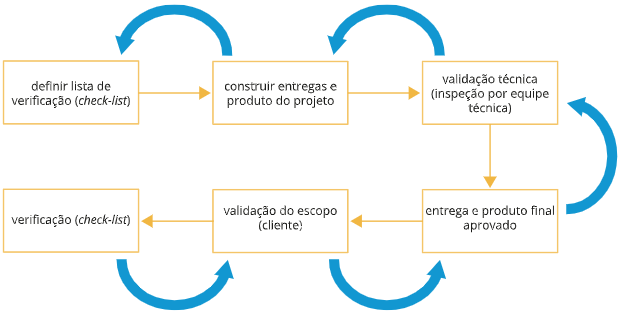 definir lista de
verificação (check-list)
construir entregas e
produto do projeto
validação técnica
(inspeção por equipe
técnica)
verificação (check-list)
validação do escopo
(cliente)
entrega e produto final
aprovado